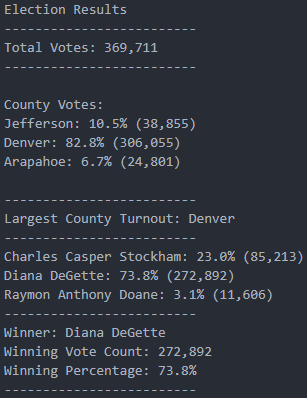 Election Results
-------------------------
Total Votes: 369,711
-------------------------

County Votes:
Jefferson: 10.5% (38,855)
Denver: 82.8% (306,055)
Arapahoe: 6.7% (24,801)

-------------------------
Largest County Turnout: Denver
-------------------------
Charles Casper Stockham: 23.0% (85,213)
Diana DeGette: 73.8% (272,892)
Raymon Anthony Doane: 3.1% (11,606)
-------------------------
Winner: Diana DeGette
Winning Vote Count: 272,892
Winning Percentage: 73.8%
-------------------------